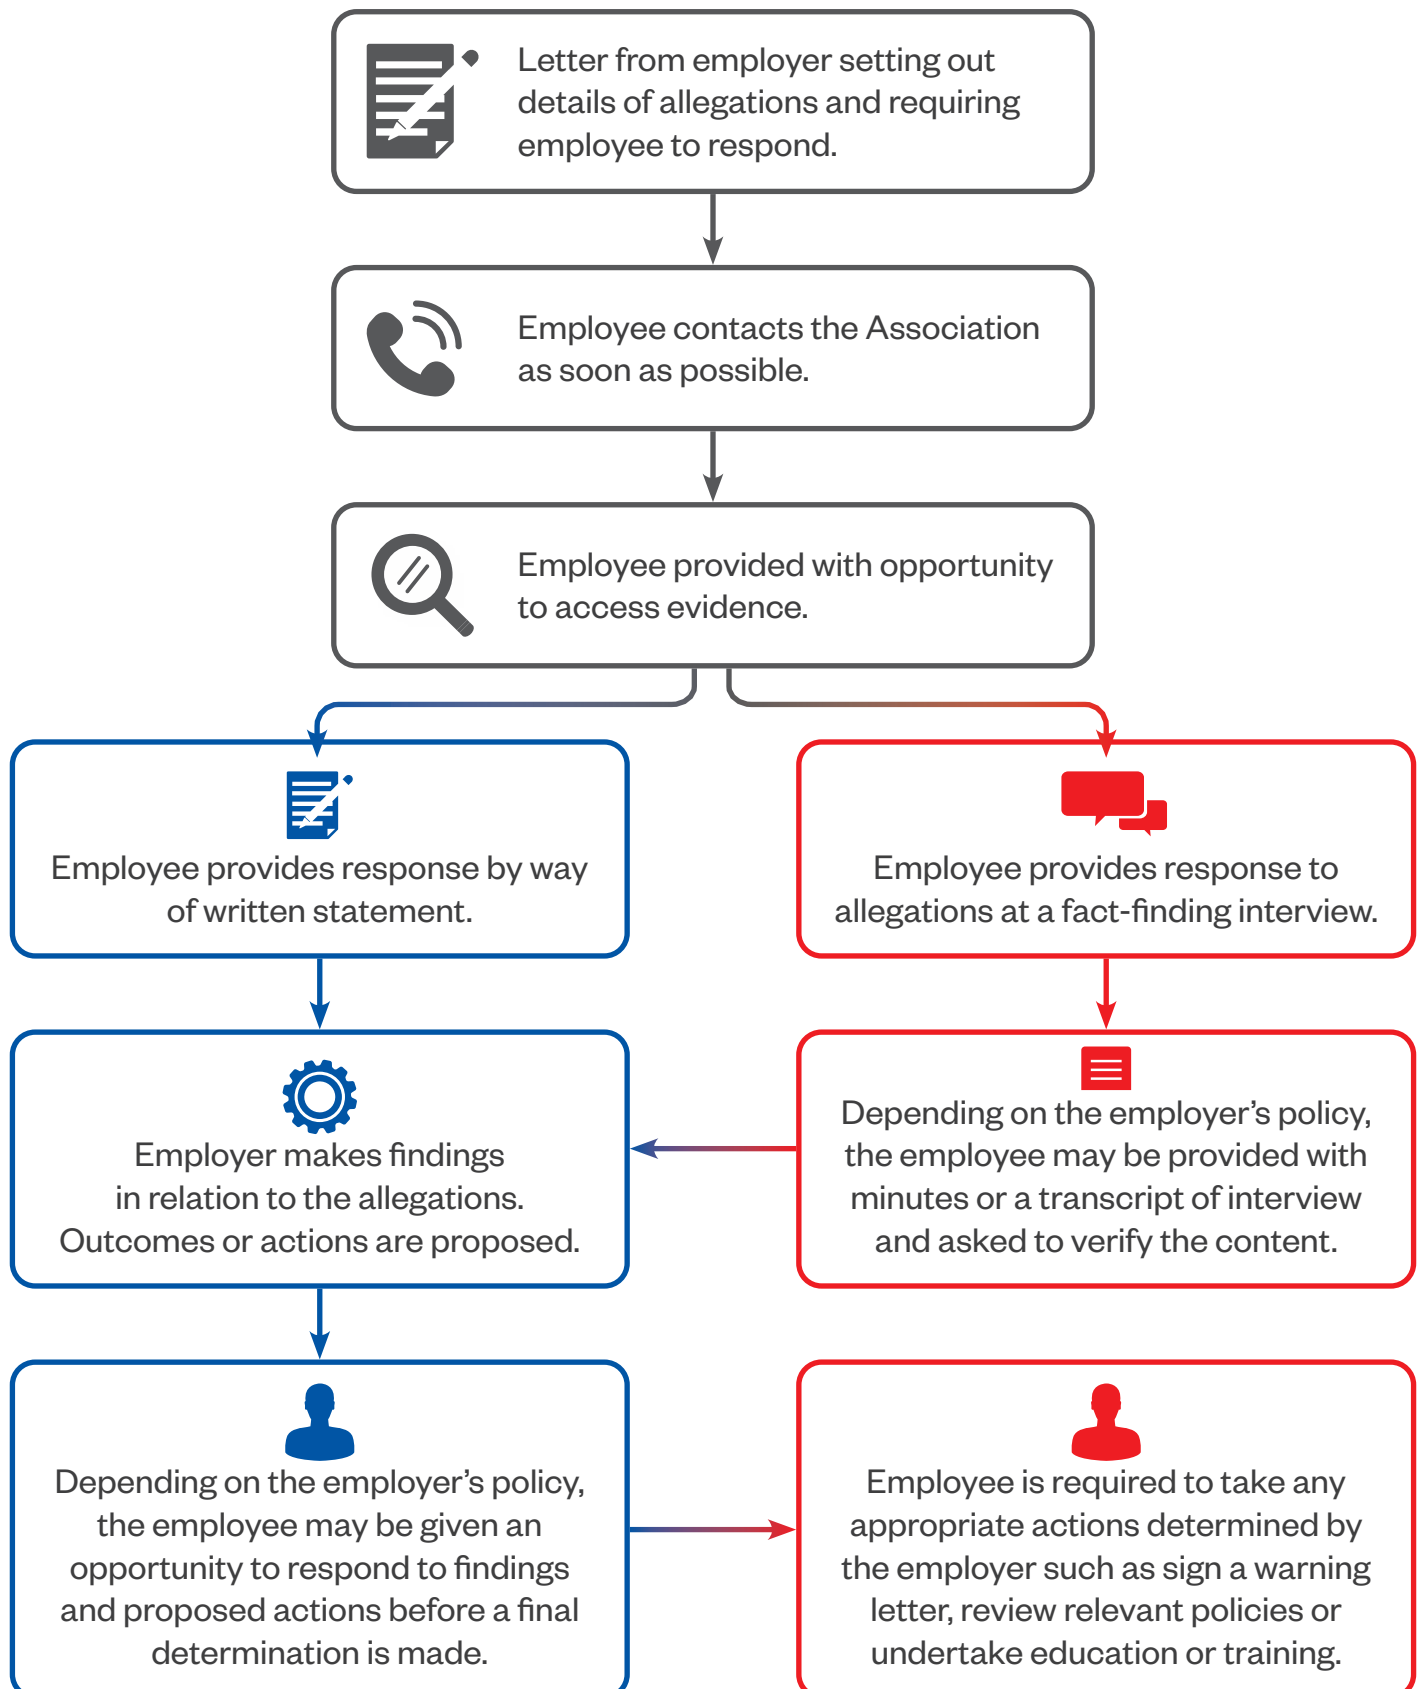 Letter from employer setting out
details of allegations and requiring
employee to respond.
Employee contacts the Association
as soon as possible.
Employee provided with opportunity
to access evidence.
Employee provides response by way
of written statement.
Employee provides response to
allegations at a fact-finding interview.
Employer makes findings
in relation to the allegations.
Outcomes or actions are proposed.
Depending on the employer’s policy,
the employee may be provided with
minutes or a transcript of interview
and asked to verify the content.
Depending on the employer’s policy,
the employee may be given an
opportunity to respond to findings
and proposed actions before a final
determination is made.
Employee is required to take any
appropriate actions determined by
the employer such as sign a warning
letter, review relevant policies or
undertake education or training.